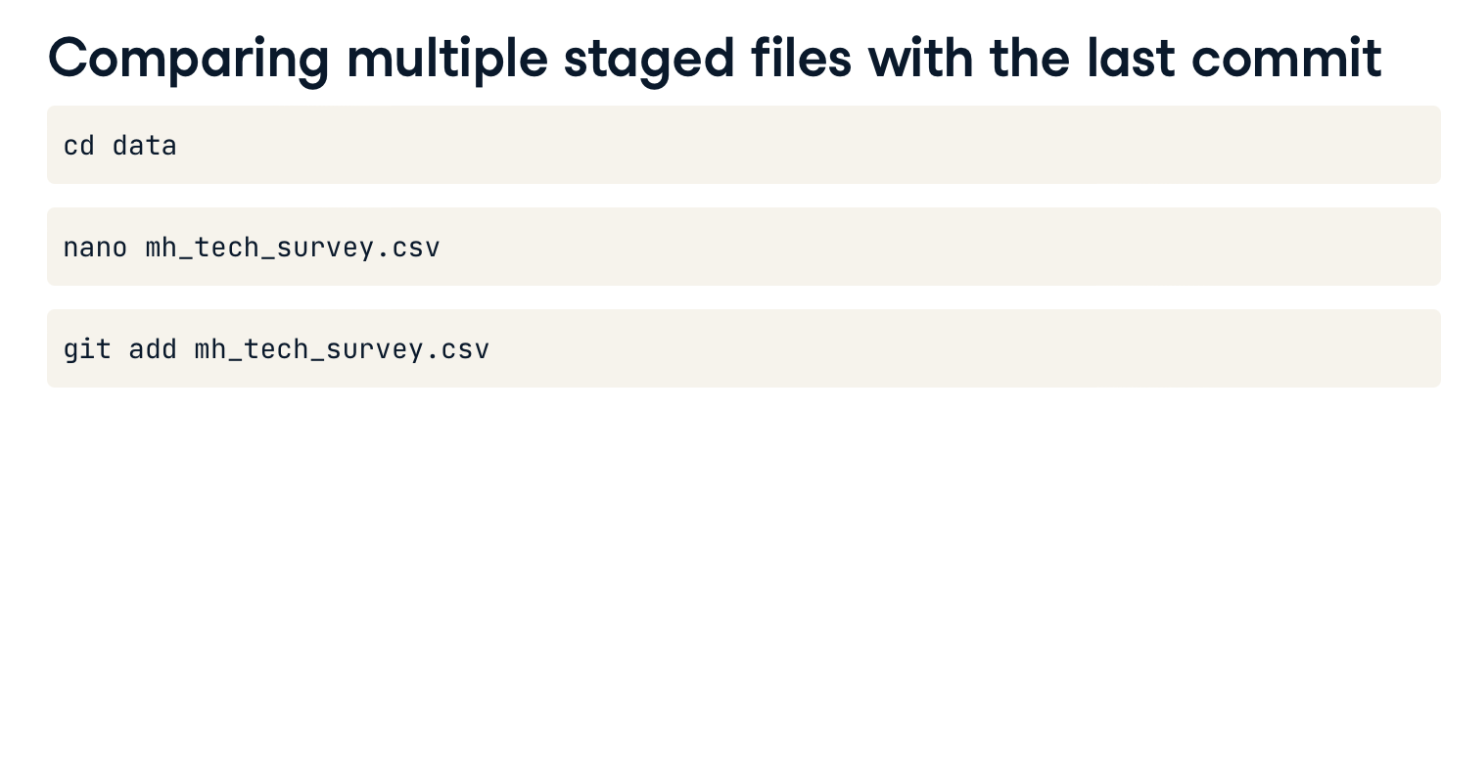 Comparing multiple staged files with the last commit
cd data
nano mh_tech_survey.csv
git add mh_tech_survey.csv